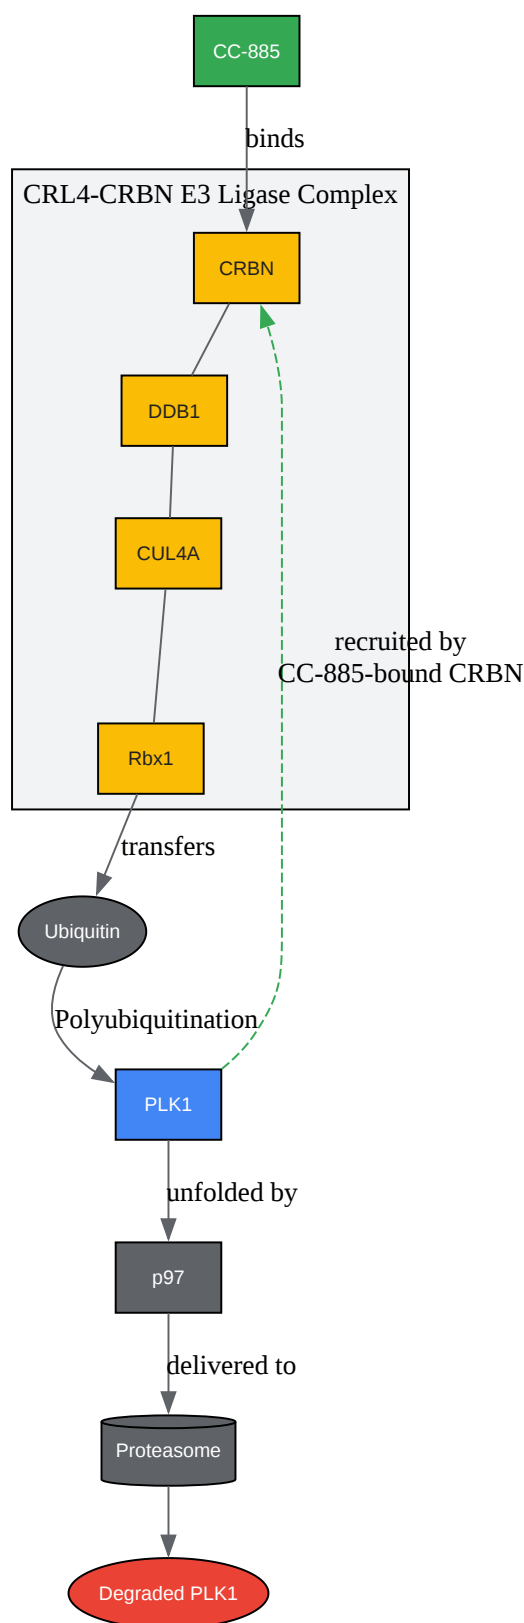 CC-885
binds
CRL4-CRBN E3 Ligase Complex
CRBN
DDB1
CUL4A
recruited by
CC-885-bound CRBN
Rbx1
transfers
Ubiquitin
Polyubiquitination
PLK1
unfolded by
p97
delivered to
Proteasome
Degraded PLK1